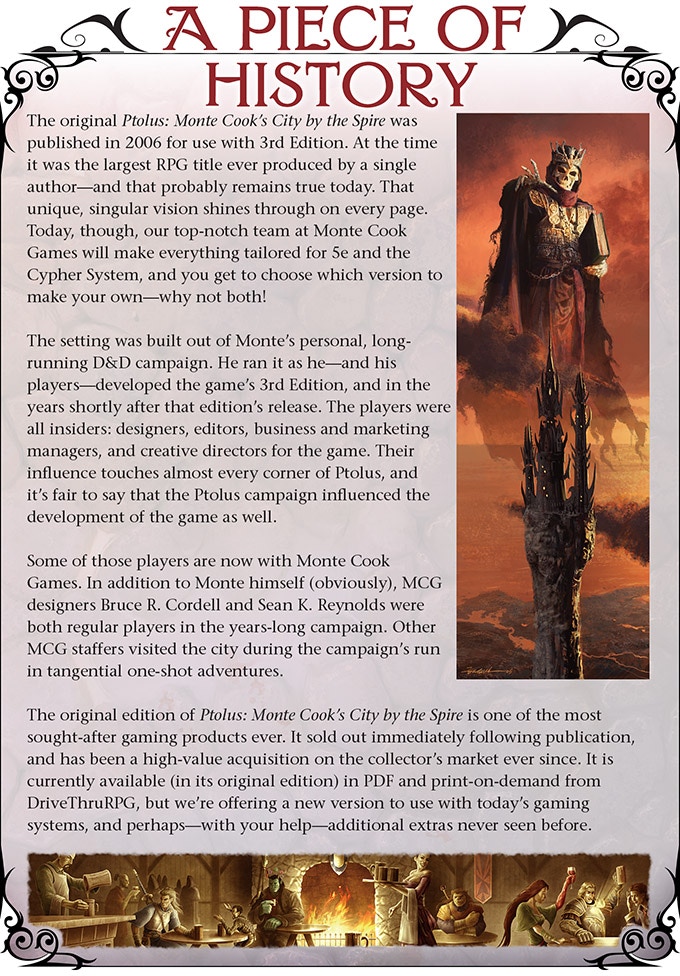 A PIECE OF
HISTORY
The original Ptolus: Monte Cook’s City by the Spire was
published in 2006 for use with 3rd Edition. At the time
it was the largest RPG title ever produced by a single
author—and that probably remains true today. That
unique, singular vision shines through on every page.
Today, though, our top-notch team at Monte Cook
Games will make everything tailored for 5e and the
Cypher System, and you get to choose which version to
make your own—why not both!
The setting was built out of Monte’s personal, long-
running D&D campaign. He ran it as he—and his
players—developed the game’s 3rd Edition, and in the
years shortly after that edition’s release. The players were
all insiders: designers, editors, business and marketing
managers, and creative directors for the game. Their
influence touches almost every corner of Ptolus, and
it’s fair to say that the Ptolus campaign influenced the
development of the game as well.
Some of those players are now with Monte Cook
Games. In addition to Monte himself (obviously), MCG
designers Bruce R. Cordell and Sean K. Reynolds were
both regular players in the years-long campaign. Other
MCG staffers visited the city during the campaign’s run
in tangential one-shot adventures.
The original edition of Ptolus: Monte Cook’s City by the Spire is one of the most
sought-after gaming products ever. It sold out immediately following publication,
and has been a high-value acquisition on the collector’s market ever since. It is
currently available (in its original edition) in PDF and print-on-demand from
DriveThruRPG, but we’re offering a new version to use with today’s gaming
systems, and perhaps—with your help—additional extras never seen before.